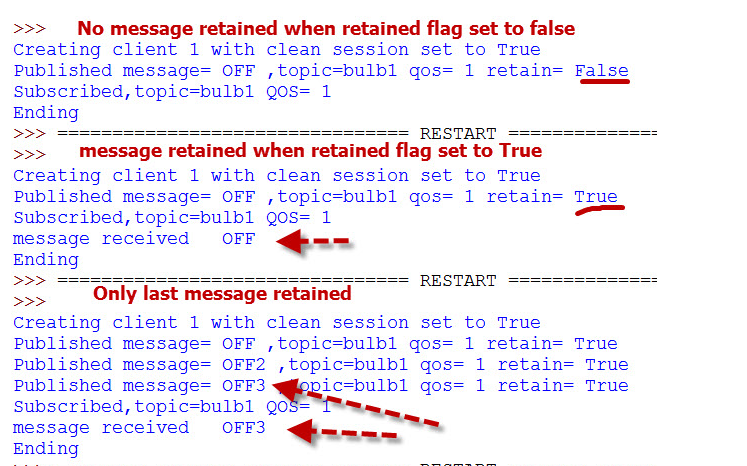 >>> No message retained when retained flag set to false
Creating client 1 with clean session set to True
Published message= OFF ,topic=bulb1 qos= 1 retain= False
Subscribed,topic=bulb1 QOS= 1
Ending
>>> ================================ RESTART ==============
>>> message retained when retained flag set to True
Creating client 1 with clean session set to True
Published message= OFF ,topic=bulb1 qos= 1 retain= True
Subscribed,topic=bulb1 QOS= 1
message received   OFF
Ending
>>> ================================ RESTART ==============
>>> Only last message retained
Creating client 1 with clean session set to True
Published message= OFF ,topic=bulb1 qos= 1 retain= True
Published message= OFF2 ,topic=bulb1 qos= 1 retain= True
Published message= OFF3 ,topic=bulb1 qos= 1 retain= True
Subscribed,topic=bulb1 QOS= 1
message received   OFF3
Ending